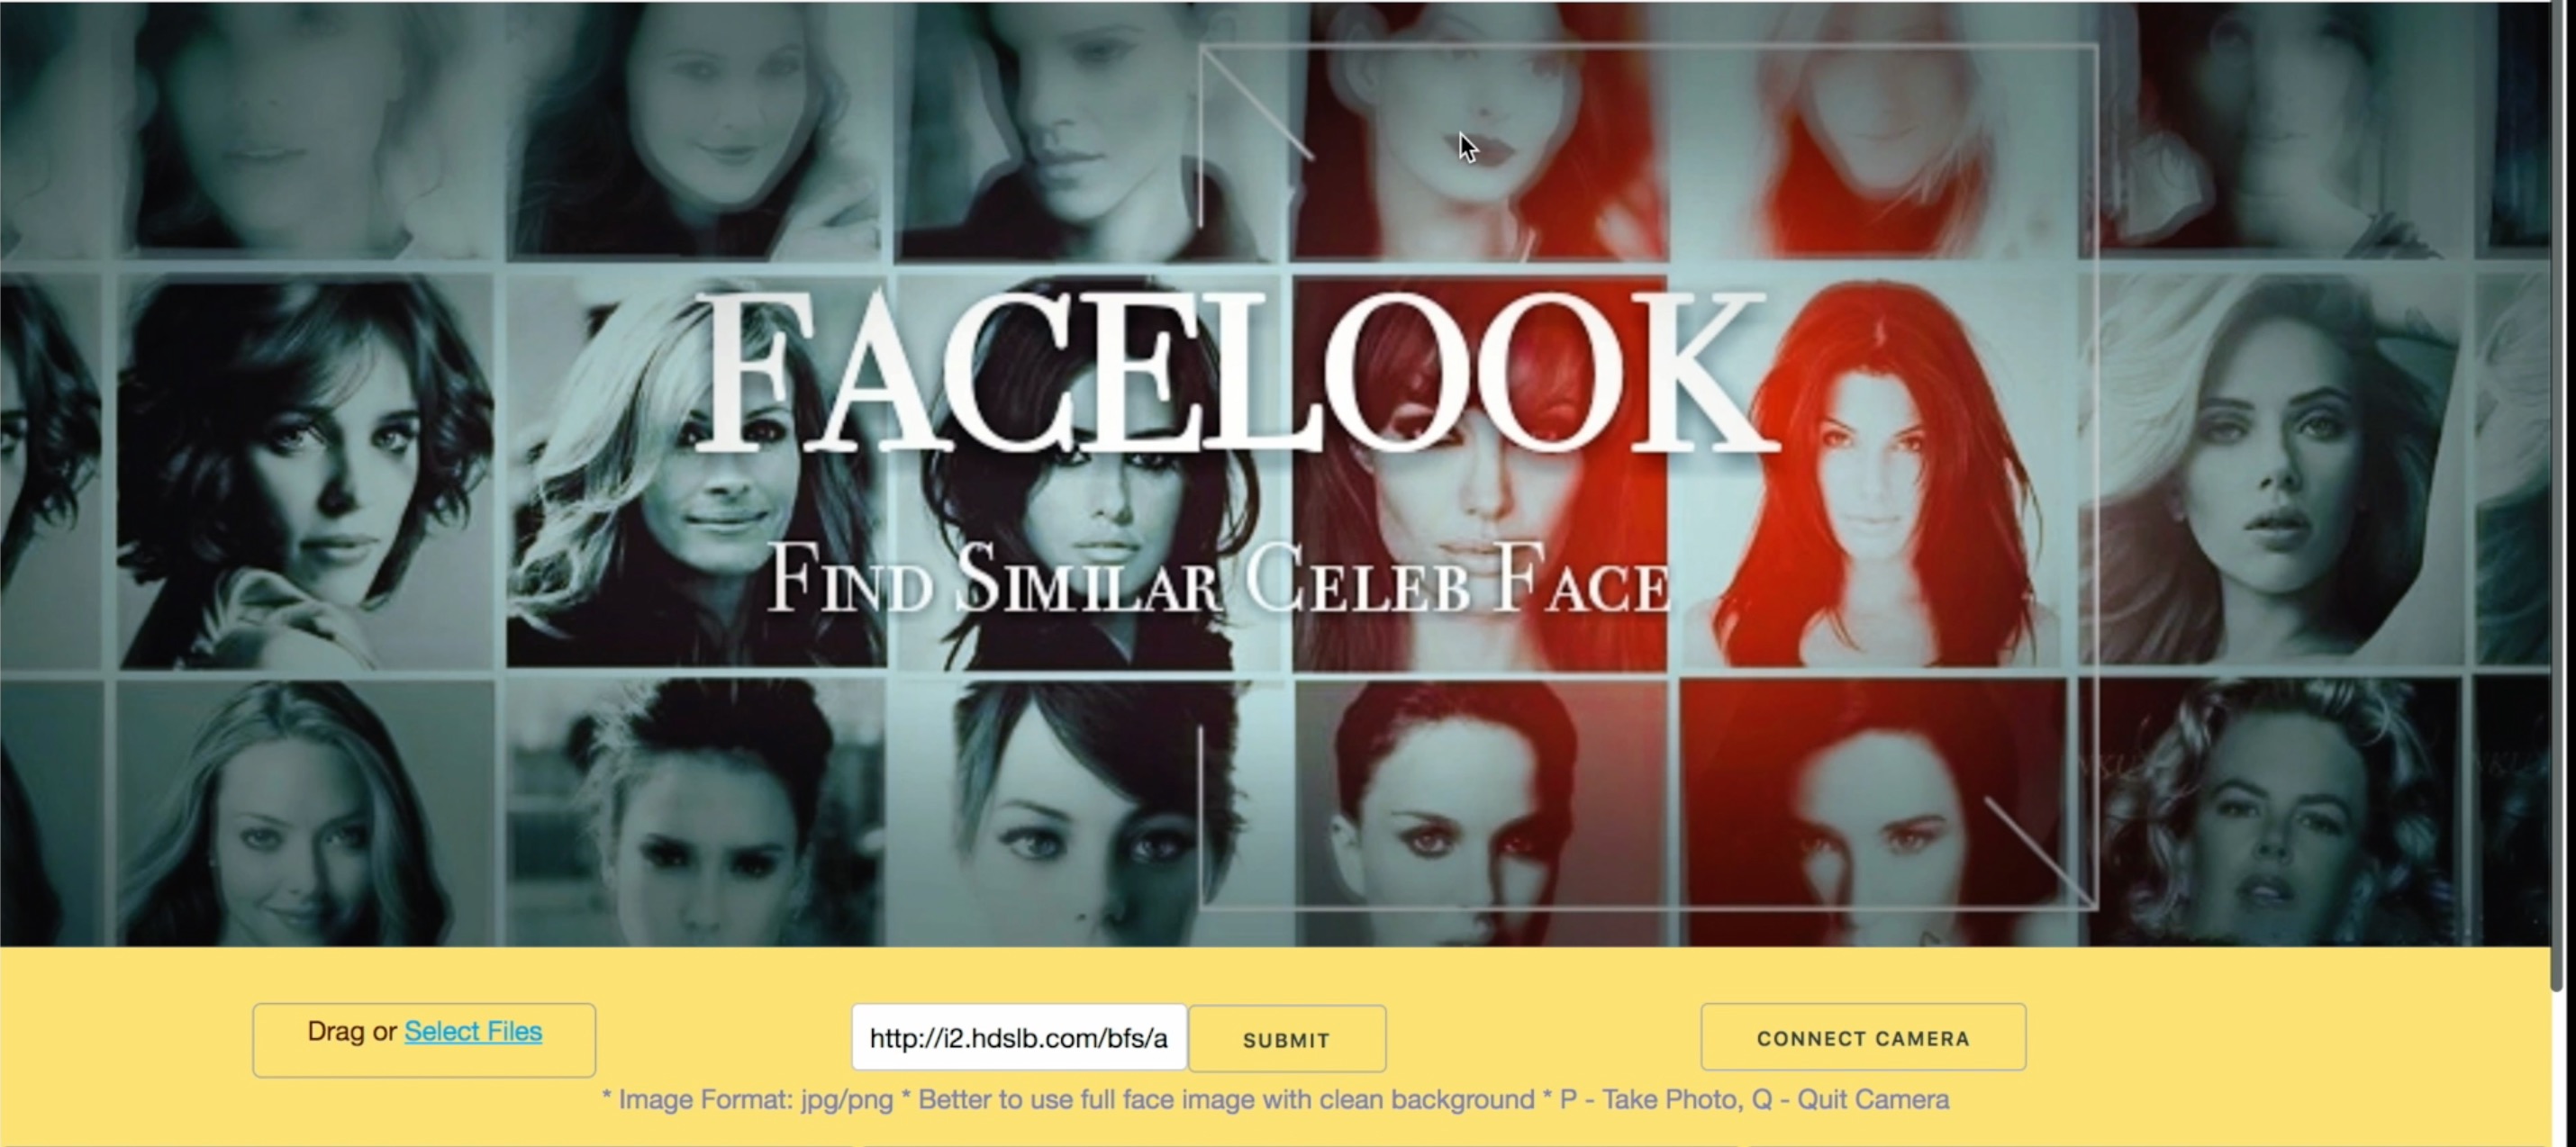 FACELOOK
FIND SIMILAR CELEB FACE
Drag or Select Files
http://i2.hdslb.com/bfs/a
SUBMIT
CONNECT CAMERA
* Image Format: jpg/png * Better to use full face image with clean background * P - Take Photo, Q - Quit Camera